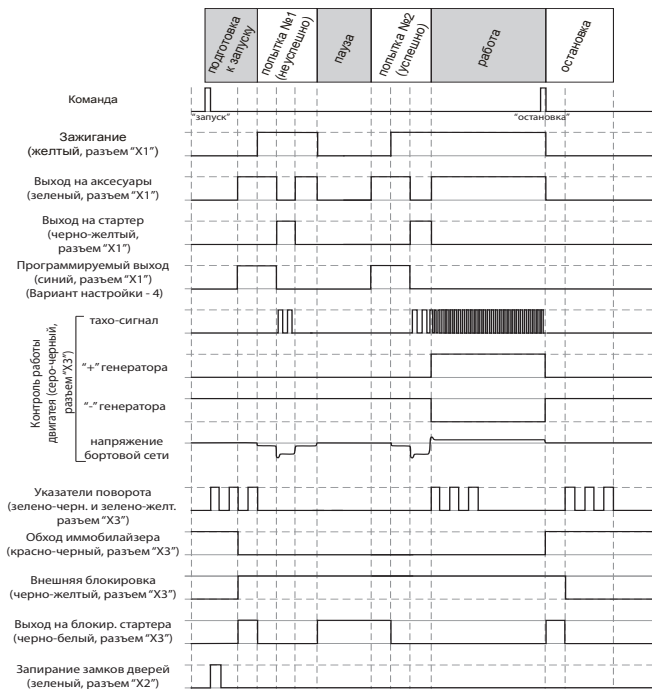 подготовка
к запуску
попытка №1
(неуспешно)
пауза
попытка №2
(успешно)
работа
остановка
Команда
"запуск"
"остановка"
Зажигание
(желтый, разъем "X1")
Выход на аксесуары
(зеленый, разъем "X1")
Выход на стартер
(черно-желтый,
разъем "X1")
Программируемый выход
(синий, разъем "X1")
(Вариант настройки - 4)
Контроль работы
двигатея (серо-черный,
разъем "X3")
тахо-сигнал
"+" генератора
"-" генератора
напряжение
бортовой сети
Указатели поворота
(зелено-черн. и зелено-желт.
разъем "X3")
Обход иммобилайзера
(красно-черный, разъем "X3")
Внешняя блокировка
(черно-желтый, разъем "X3")
Выход на блокир. стартера
(черно-белый, разъем "X3")
Запирание замков дверей
(зеленый, разъем "X2")